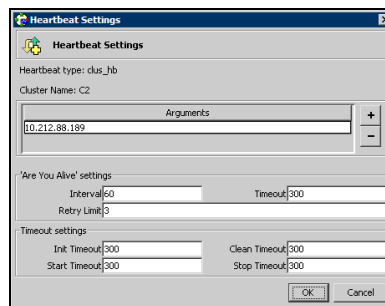 Heartbeat Settings
Heartbeat Settings
Heartbeat type: clus_hb
Cluster Name: C2
Arguments
10.212.88.189
+
−
'Are You Alive' settings
Interval 60 Timeout 300
Retry Limit 3
Timeout settings
Init Timeout 300 Clean Timeout 300
Start Timeout 300 Stop Timeout 300
OK Cancel